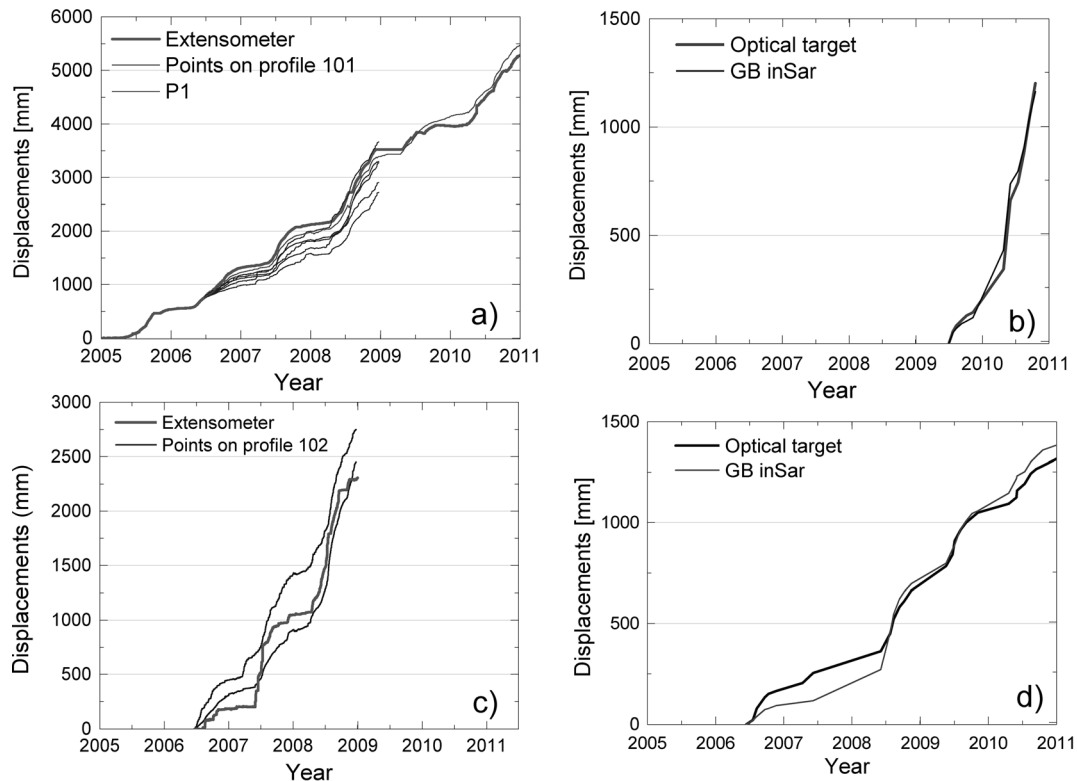 6000
5000
4000
3000
2000
1000
0
Displacements [mm]
Extensometer
Points on profile 101
P1
a)
2005 2006 2007 2008 2009 2010 2011
Year
1500
1000
500
0
Displacements [mm]
Optical target
GB inSar
b)
2005 2006 2007 2008 2009 2010 2011
Year
3000
2500
2000
1500
1000
500
0
Displacements (mm)
Extensometer
Points on profile 102
c)
2005 2006 2007 2008 2009 2010 2011
Year
1500
1000
500
0
Displacements [mm]
Optical target
GB inSar
d)
2005 2006 2007 2008 2009 2010 2011
Year